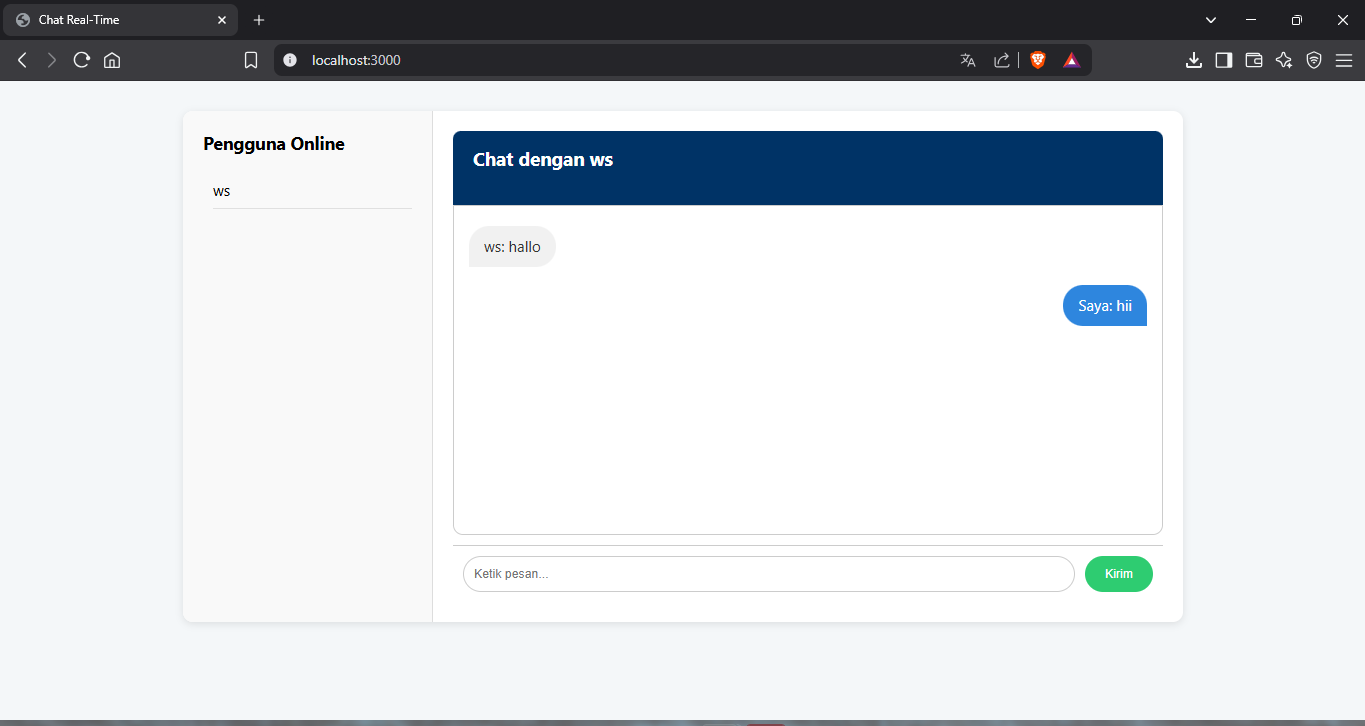 Chat Real-Time
localhost:3000
Pengguna Online
ws
Chat dengan ws
ws: hallo
Saya: hii
Ketik pesan...
Kirim